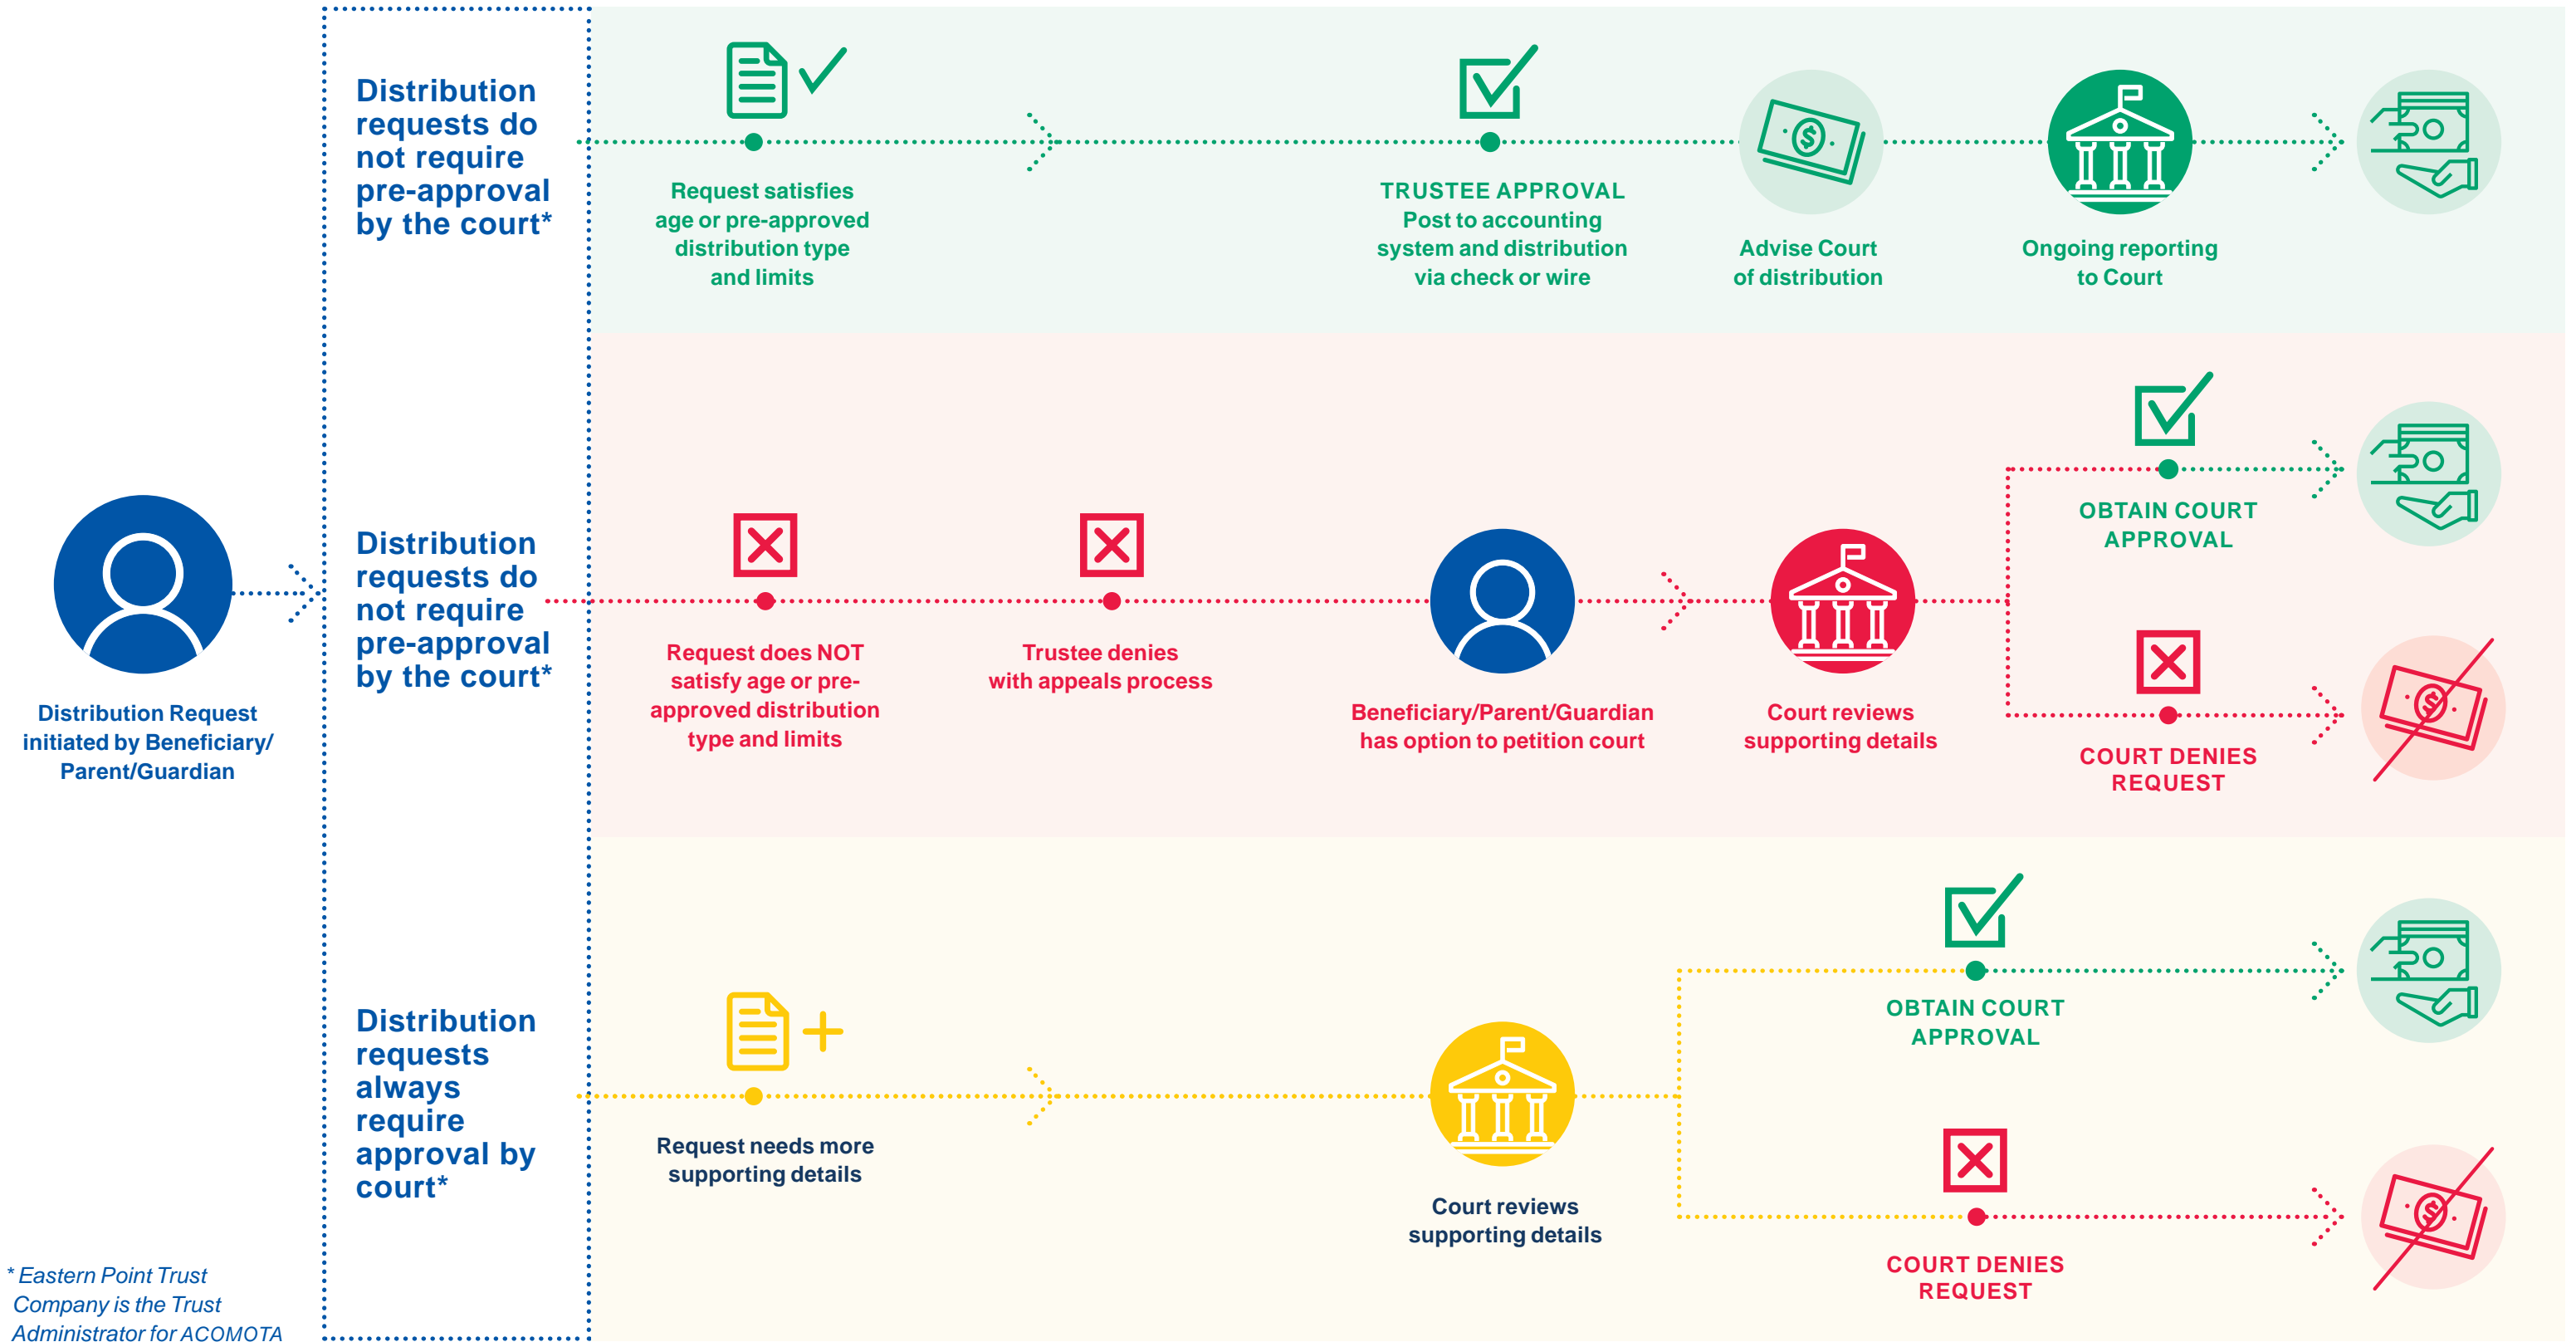 Distribution Request
initiated by Beneficiary/
Parent/Guardian
Distribution
requests do
not require
pre-approval
by the court*
Request satisfies
age or pre-approved
distribution type
and limits
TRUSTEE APPROVAL
Post to accounting
system and distribution
via check or wire
Advise Court
of distribution
Ongoing reporting
to Court
Distribution
requests do
not require
pre-approval
by the court*
Request does NOT
satisfy age or pre-
approved distribution
type and limits
Trustee denies
with appeals process
Beneficiary/Parent/Guardian
has option to petition court
Court reviews
supporting details
OBTAIN COURT
APPROVAL
COURT DENIES
REQUEST
Distribution
requests
always
require
approval by
court*
Request needs more
supporting details
Court reviews
supporting details
OBTAIN COURT
APPROVAL
COURT DENIES
REQUEST
* Eastern Point Trust
Company is the Trust
Administrator for ACOMOTA